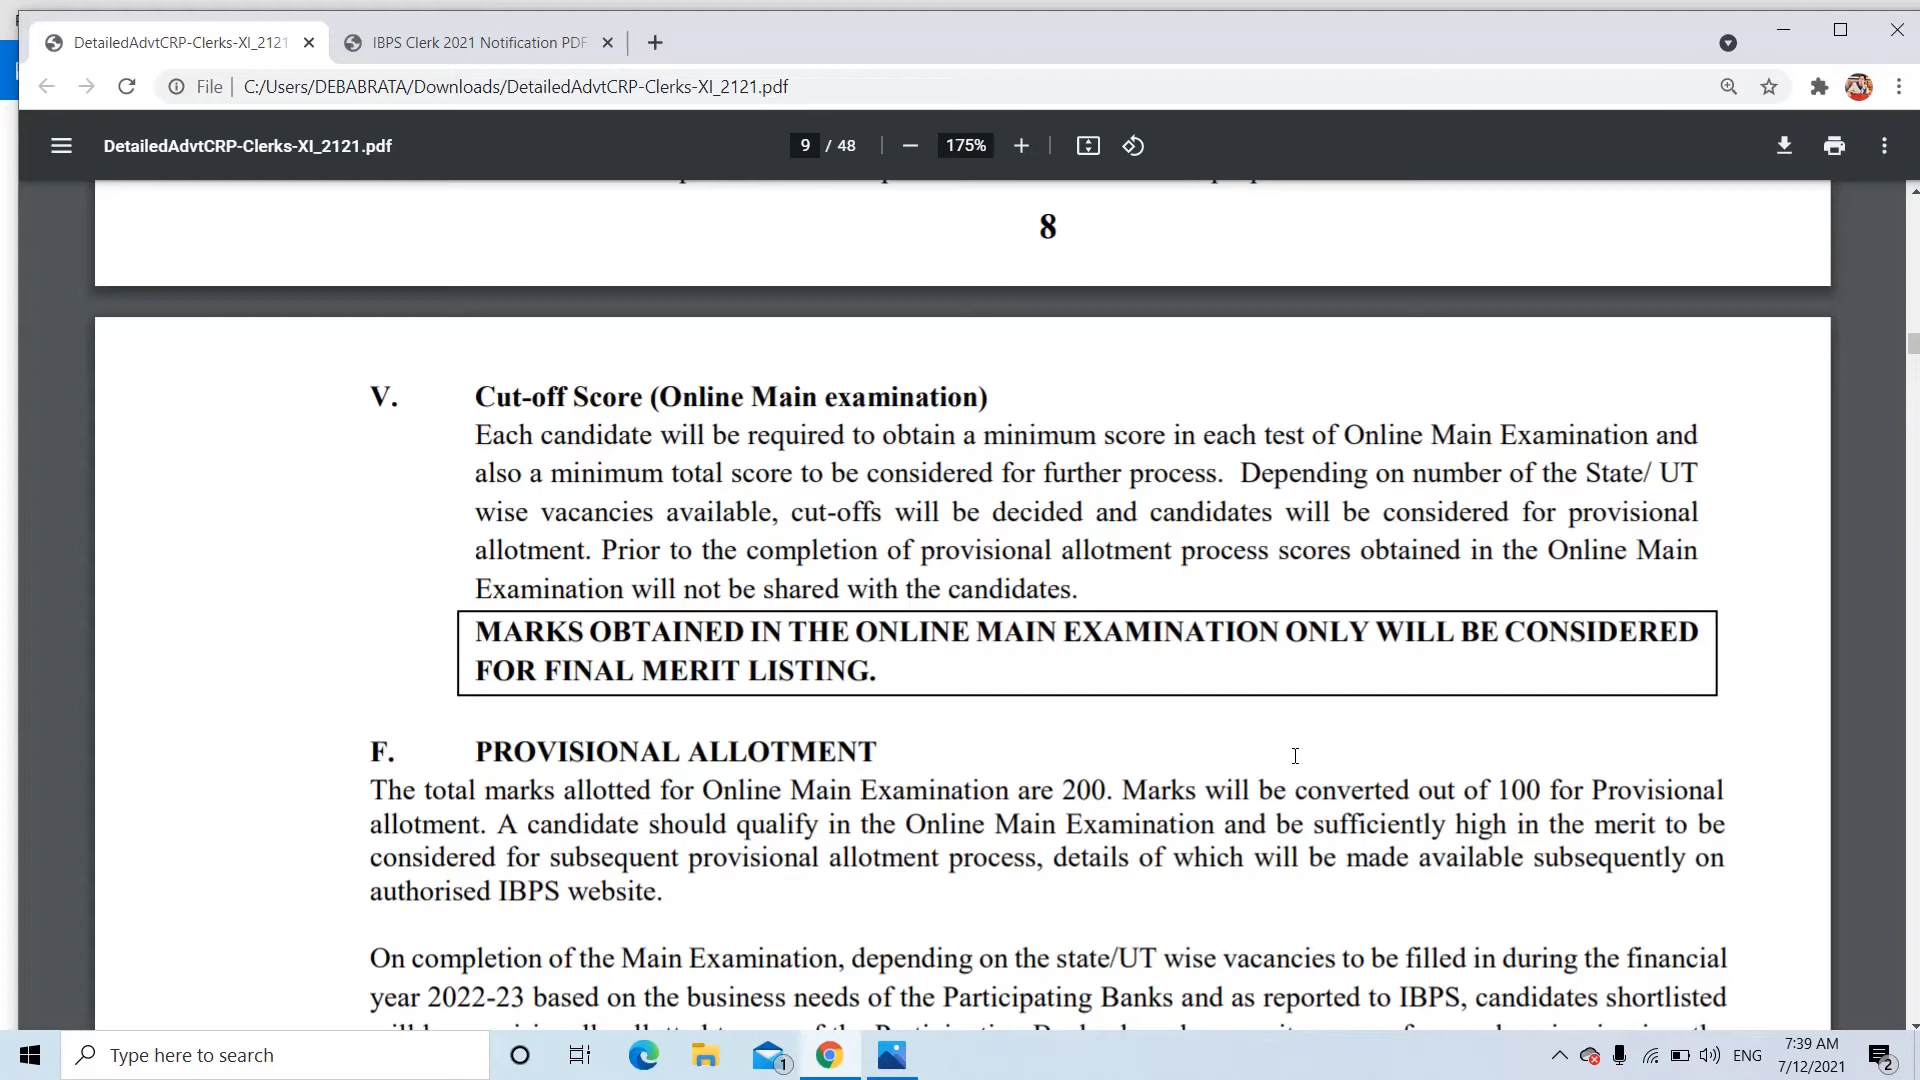 DetailedAdvtCRP-Clerks-XI_2121
IBPS Clerk 2021 Notification PDF
File
C:/Users/DEBABRATA/Downloads/DetailedAdvtCRP-Clerks-XI_2121.pdf
DetailedAdvtCRP-Clerks-XI_2121.pdf
9 / 48
175%
8
V. Cut-off Score (Online Main examination)
Each candidate will be required to obtain a minimum score in each test of Online Main Examination and
also a minimum total score to be considered for further process. Depending on number of the State/ UT
wise vacancies available, cut-offs will be decided and candidates will be considered for provisional
allotment. Prior to the completion of provisional allotment process scores obtained in the Online Main
Examination will not be shared with the candidates.
MARKS OBTAINED IN THE ONLINE MAIN EXAMINATION ONLY WILL BE CONSIDERED
FOR FINAL MERIT LISTING.
F. PROVISIONAL ALLOTMENT
The total marks allotted for Online Main Examination are 200. Marks will be converted out of 100 for Provisional
allotment. A candidate should qualify in the Online Main Examination and be sufficiently high in the merit to be
considered for subsequent provisional allotment process, details of which will be made available subsequently on
authorised IBPS website.
On completion of the Main Examination, depending on the state/UT wise vacancies to be filled in during the financial
year 2022-23 based on the business needs of the Participating Banks and as reported to IBPS, candidates shortlisted
Type here to search
1
ENG
7:39 AM
7/12/2021
2